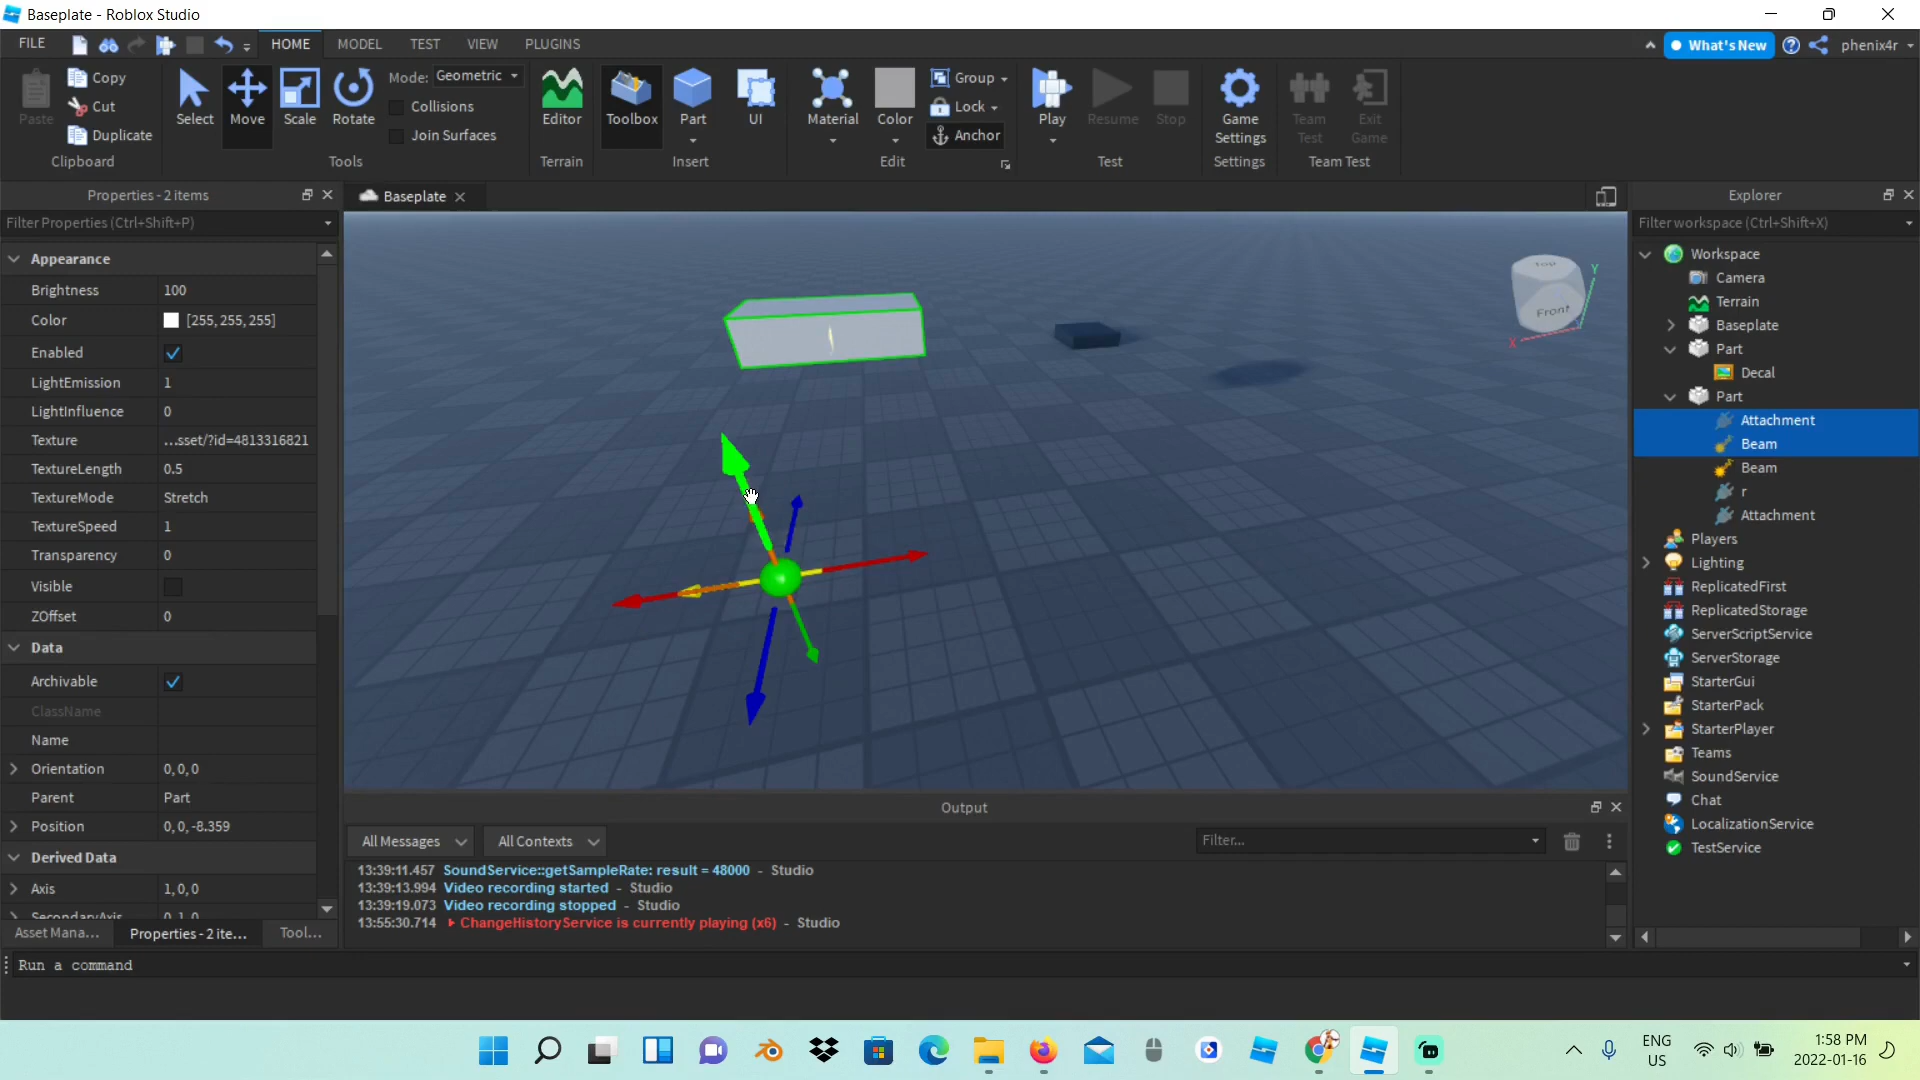 Baseplate - Roblox Studio
FILE HOME MODEL TEST VIEW PLUGINS What's New phenix4r
Paste Copy Cut Duplicate Clipboard
Select Move Scale Rotate Mode: Geometric Collisions Join Surfaces Tools
Editor Terrain
Toolbox Part UI Insert
Material Color Group Lock Anchor Edit
Play Resume Stop Test
Game Settings Settings
Team Test Exit Game Team Test
Properties - 2 items
Filter Properties (Ctrl+Shift+P)
Appearance
Brightness 100
Color [255, 255, 255]
Enabled
LightEmission 1
LightInfluence 0
Texture ...sset/?id=4813316821
TextureLength 0.5
TextureMode Stretch
TextureSpeed 1
Transparency 0
Visible
ZOffset 0
Data
Archivable
ClassName
Name
Orientation 0, 0, 0
Parent Part
Position 0, 0, -8.359
Derived Data
Axis 1, 0, 0
SecondaryAxis 0, 1, 0
Asset Mana... Properties - 2 ite... Tool...
Baseplate
Top
Front
X
Y
Output
All Messages All Contexts Filter...
13:39:11.457 SoundService::getSampleRate: result = 48000 - Studio
13:39:13.994 Video recording started - Studio
13:39:19.073 Video recording stopped - Studio
13:55:30.714 ChangeHistoryService is currently playing (x6) - Studio
Run a command
Explorer
Filter workspace (Ctrl+Shift+X)
Workspace
Camera
Terrain
Baseplate
Part
Decal
Part
Attachment
Beam
Beam
r
Attachment
Players
Lighting
ReplicatedFirst
ReplicatedStorage
ServerScriptService
ServerStorage
StarterGui
StarterPack
StarterPlayer
Teams
SoundService
Chat
LocalizationService
TestService
ENG
US
1:58 PM
2022-01-16